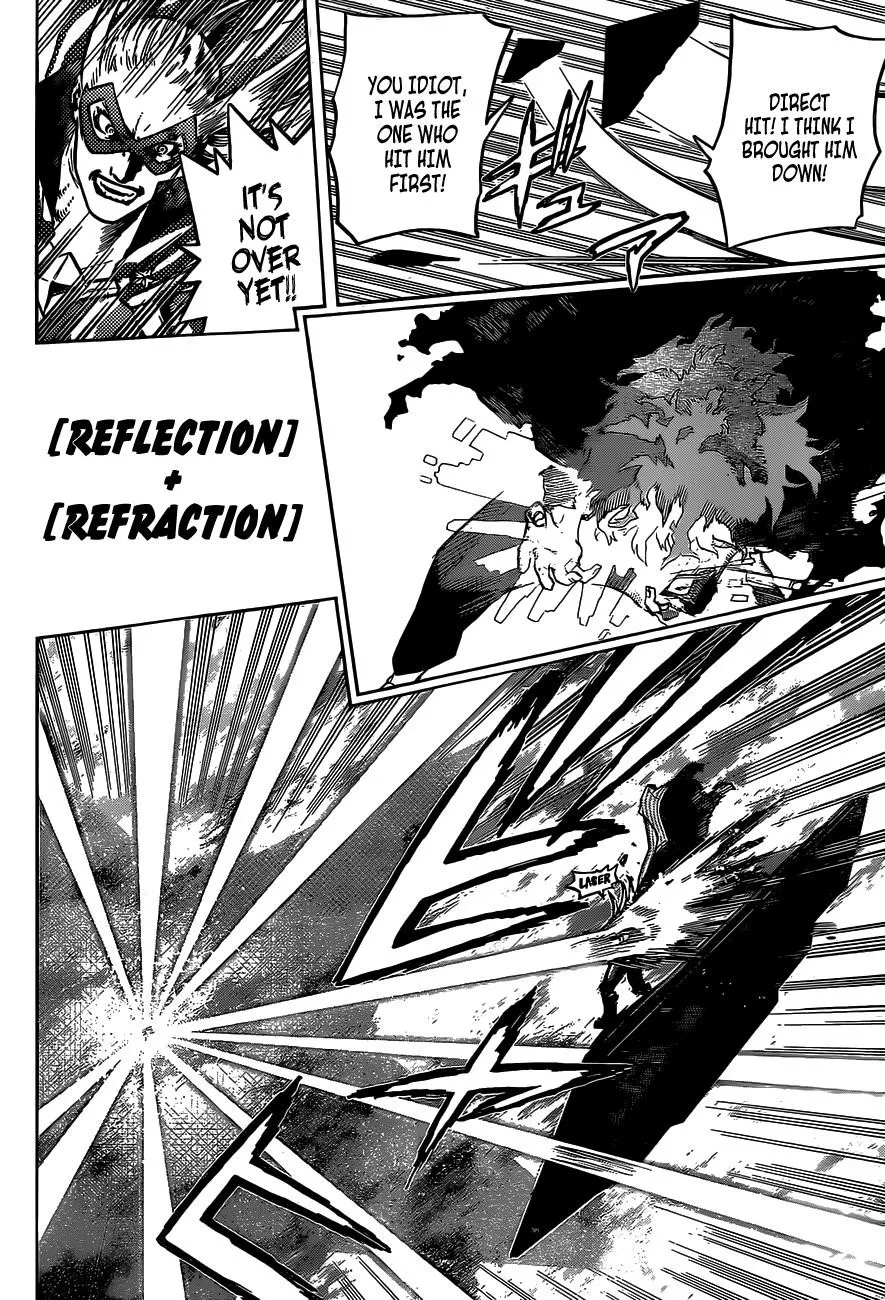 DIRECT
HIT! I THINK I
BROUGHT HIM
DOWN!
YOU IDIOT,
I WAS THE
ONE WHO
HIT HIM
FIRST!
IT'S
NOT
OVER
YET!!
[REFLECTION]
+
[REFRACTION]
LASER